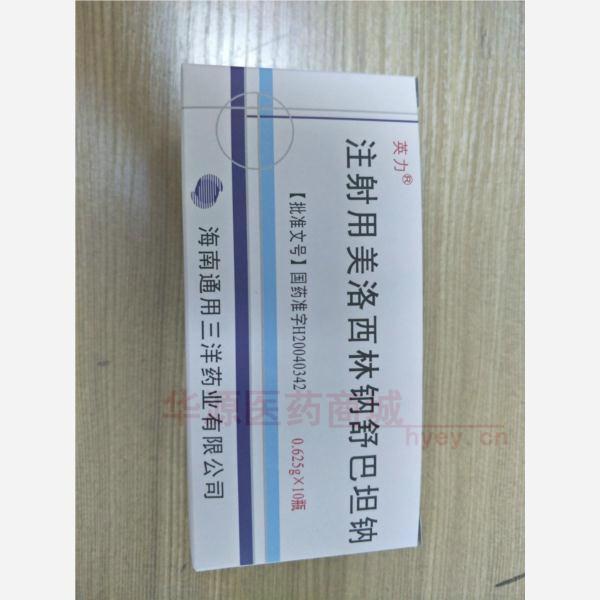 英力®
注射用美洛西林钠舒巴坦钠
【批准文号】国药准字H20040342 0.625g×10瓶
海南通用三洋药业有限公司
华源医药商城
hyey.cn